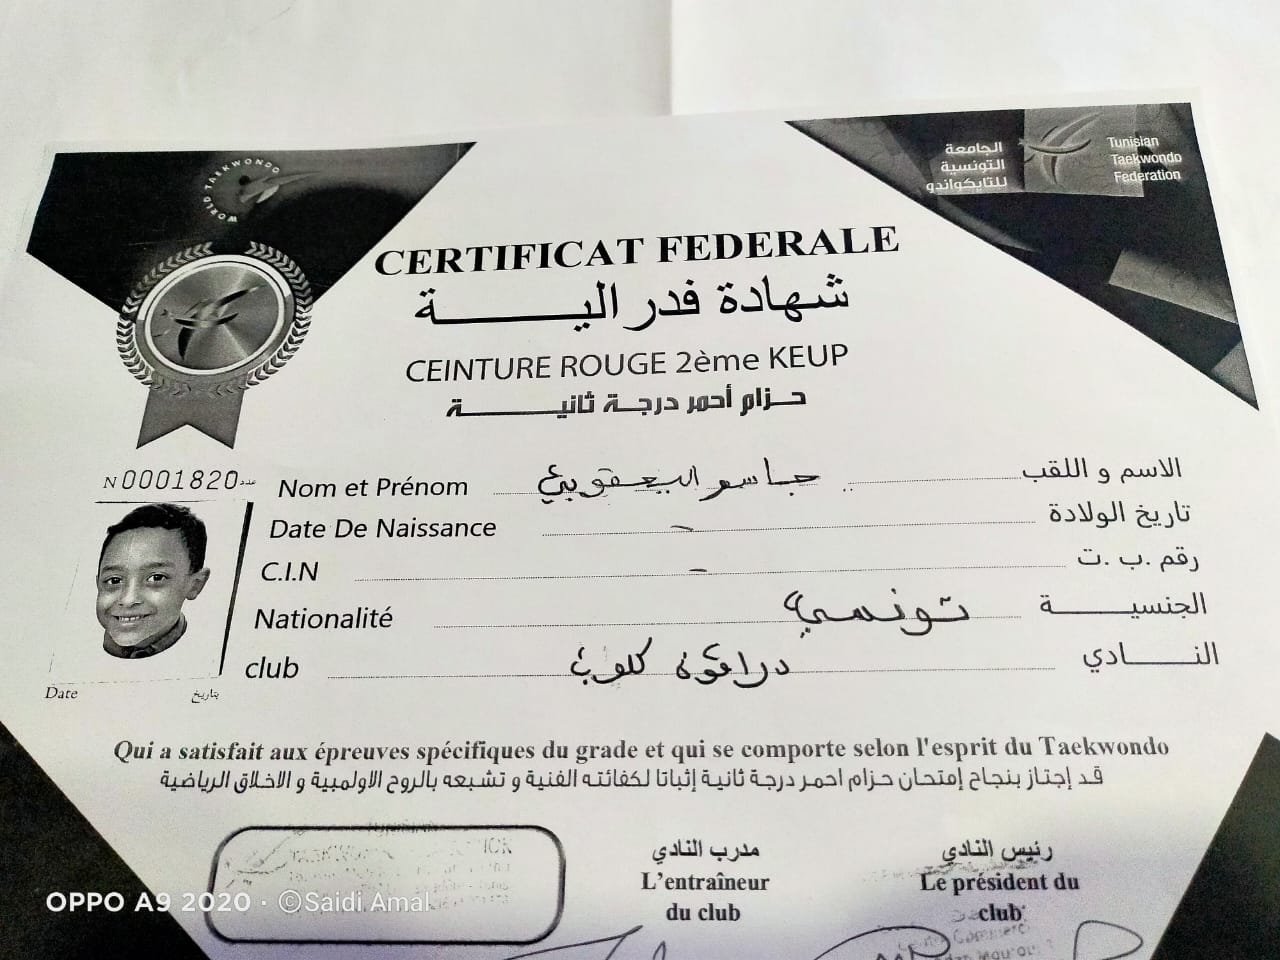 WORLD TAEKWONDO
الجامعة
التونسية
للتايكواندو
Tunisian
Taekwondo
Federation
CERTIFICAT FEDERALE
شهادة فدرالية
CEINTURE ROUGE 2ème KEUP
حزام أحمر درجة ثانية
N 0001820 عدد
Nom et Prénom جاسم اليعقوبي الاسم و اللقب
Date De Naissance - تاريخ الولادة
C.I.N - رقم .ب .ت
Nationalité تونسي الجنسية
club دراقون كلوب النادي
Date بتاريخ
Qui a satisfait aux épreuves spécifiques du grade et qui se comporte selon l'esprit du Taekwondo
قد إجتاز بنجاح إمتحان حزام احمر درجة ثانية إثباتا لكفائته الفنية و تشبعه بالروح الاولمبية و الاخلاق الرياضية
مدرب النادي
L'entraîneur
du club
رئيس النادي
Le président du
club
OPPO A9 2020 · ©Saidi Amal